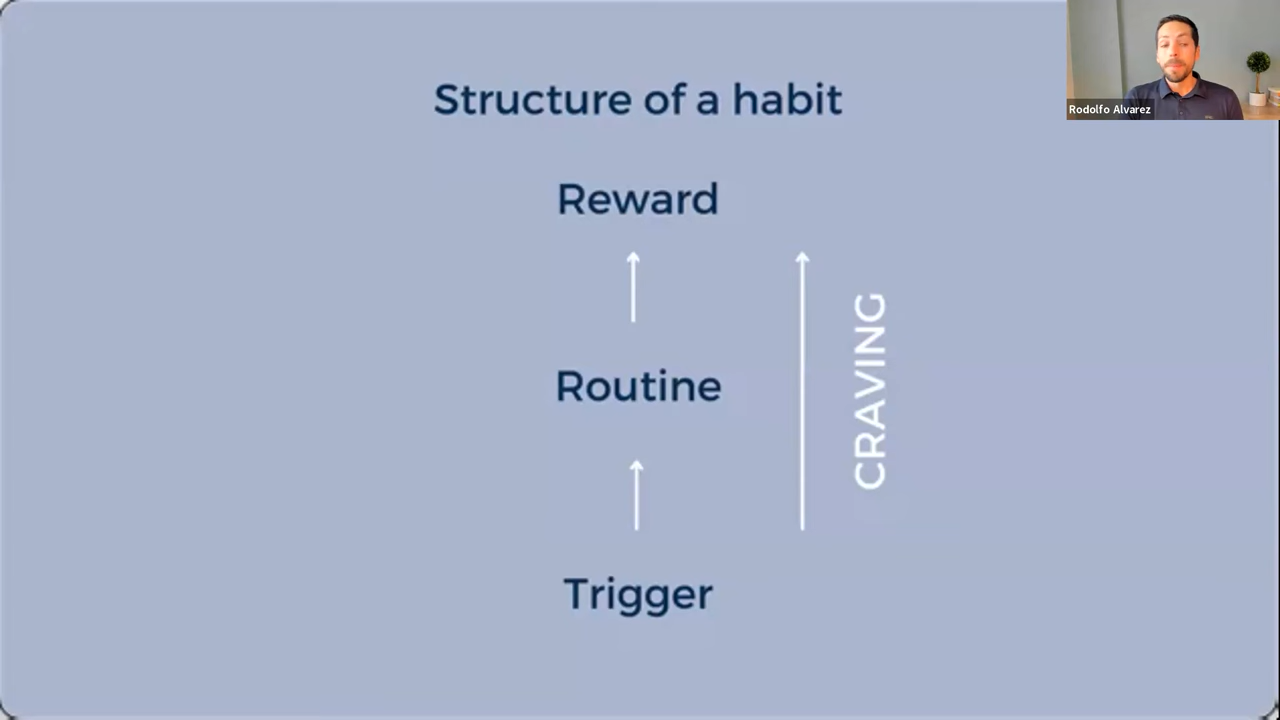 Structure of a habit
Reward
Routine
CRAVING
Trigger
Rodolfo Alvarez